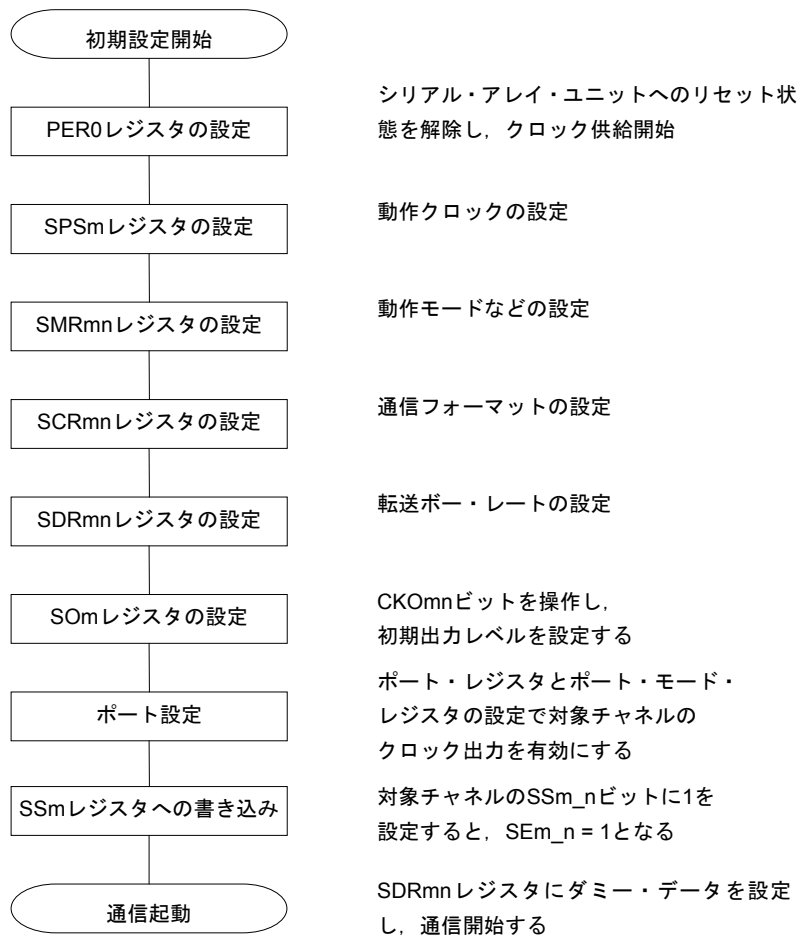 初期設定開始
PER0レジスタの設定
シリアル・アレイ・ユニットへのリセット状
態を解除し，クロック供給開始
SPSmレジスタの設定
動作クロックの設定
SMRmnレジスタの設定
動作モードなどの設定
SCRmnレジスタの設定
通信フォーマットの設定
SDRmnレジスタの設定
転送ボー・レートの設定
SOmレジスタの設定
CKOmnビットを操作し，
初期出力レベルを設定する
ポート設定
ポート・レジスタとポート・モード・
レジスタの設定で対象チャネルの
クロック出力を有効にする
SSmレジスタへの書き込み
対象チャネルのSSm_nビットに1を
設定すると，SEm_n = 1となる
通信起動
SDRmnレジスタにダミー・データを設定
し，通信開始する